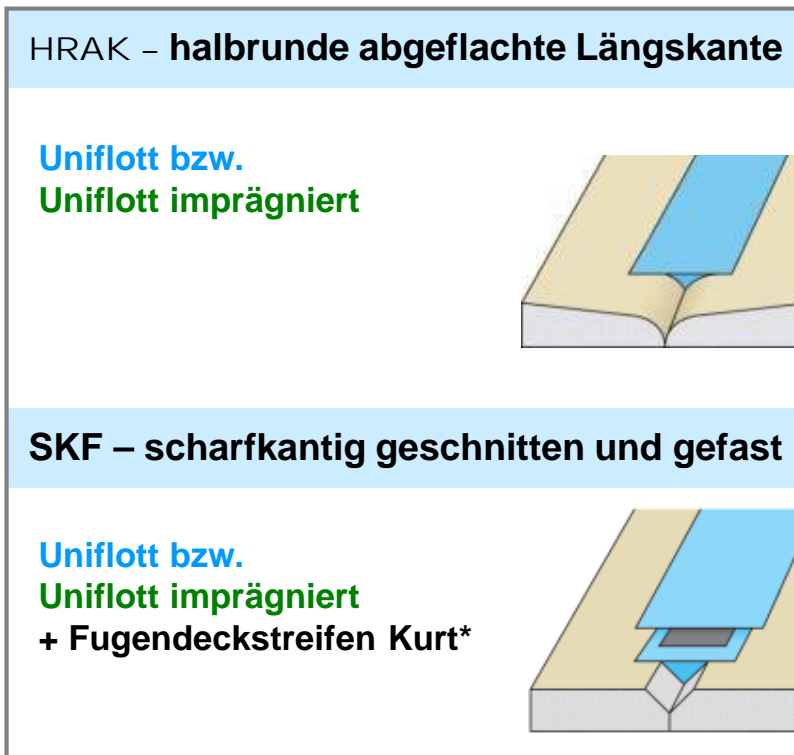 HRAK – halbrunde abgeflachte Längskante
Uniflott bzw.
Uniflott imprägniert
SKF – scharfkantig geschnitten und gefast
Uniflott bzw.
Uniflott imprägniert
+ Fugendeckstreifen Kurt*